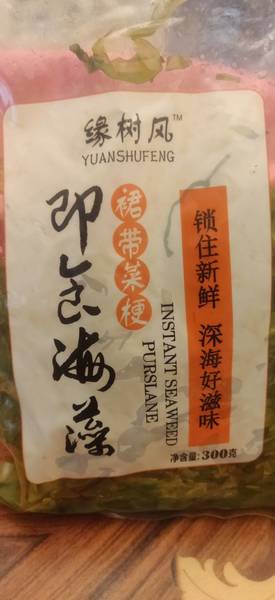 缘树风™
YUANSHUFENG
即食海藻
裙带菜梗
INSTANT SEAWEED
PURSLANE
锁住新鲜 深海好滋味
净含量:300克